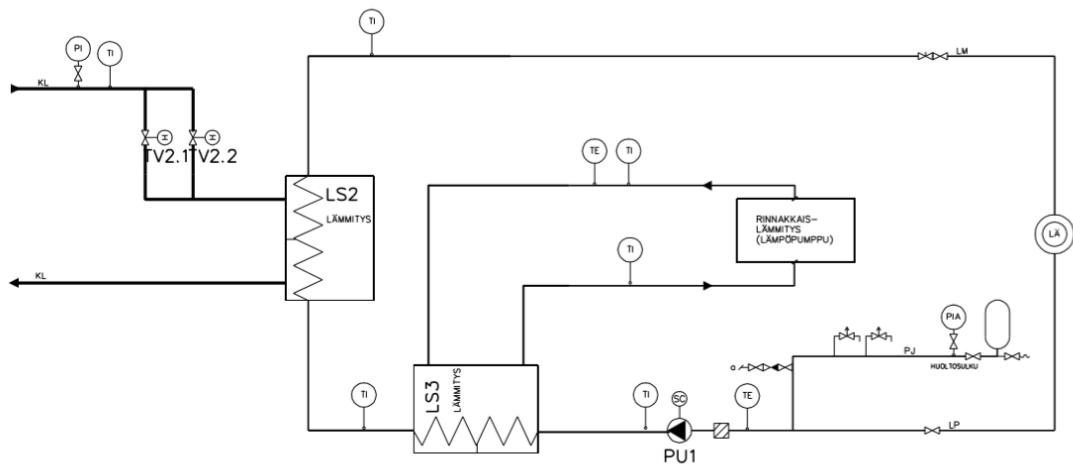 TI
PI
TI
KL
LM
H
H
TV2.1
TV2.2
TE
TI
LS2
LÄMMITYS
RINNAKKAIS-
LÄMMITYS
(LÄMPÖPUMPPU)
LÄ
TI
KL
PIA
PJ
HUOLTOSULKU
LS3
LÄMMITYS
TI
TI
SC
TE
LP
PU1